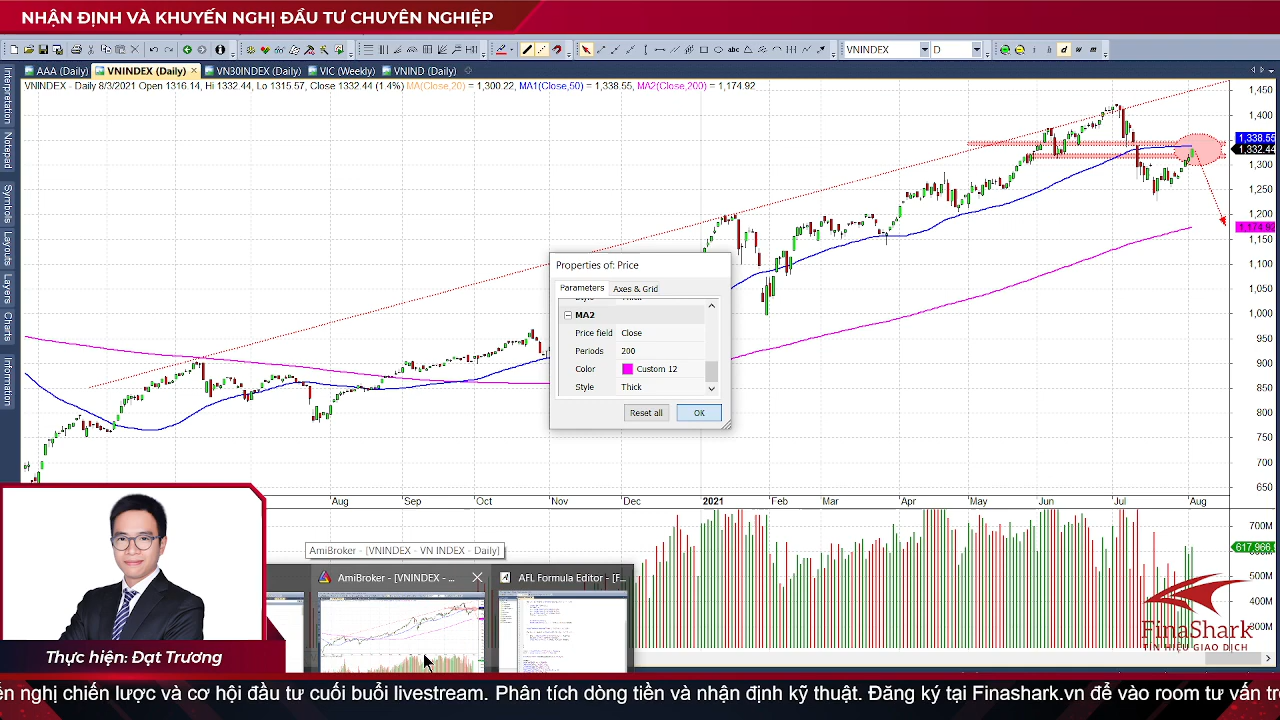 NHẬN ĐỊNH VÀ KHUYẾN NGHỊ ĐẦU TƯ CHUYÊN NGHIỆP
VNINDEX
D
AAA (Daily)
VNINDEX (Daily)
VN30INDEX (Daily)
VIC (Weekly)
VNIND (Daily)
VNINDEX - Daily 8/3/2021 Open 1316.14, Hi 1332.44, Lo 1315.57, Close 1332.44 (1.4%) MA(Close,20) = 1,300.22, MA1(Close,50) = 1,338.55, MA2(Close,200) = 1,174.92
Interpretation
Notepad
Symbols
Layouts
Layers
Charts
Information
1,450
1,400
1,338.55
1,332.44
1,300
1,250
1,200
1,174.92
1,150
1,100
1,050
1,000
950
900
850
800
750
700
650
Properties of: Price
Parameters
Axes & Grid
Style
Thick
MA2
Price field Close
Periods 200
Color Custom 12
Style Thick
Reset all
OK
Aug Sep Oct Nov Dec 2021 Feb Mar Apr May Jun Jul Aug
700M
617,966,
500M
400M
AmiBroker - [VNINDEX - VN INDEX - Daily]
AmiBroker - [VNINDEX - ...
AFL Formula Editor - [F...
FinaShark
TÍN HIỆU GIAO DỊCH
Thực hiện: Đạt Trương
ến nghị chiến lược và cơ hội đầu tư cuối buổi livestream. Phân tích dòng tiền và nhận định kỹ thuật. Đăng ký tại Finashark.vn để vào room tư vấn tr